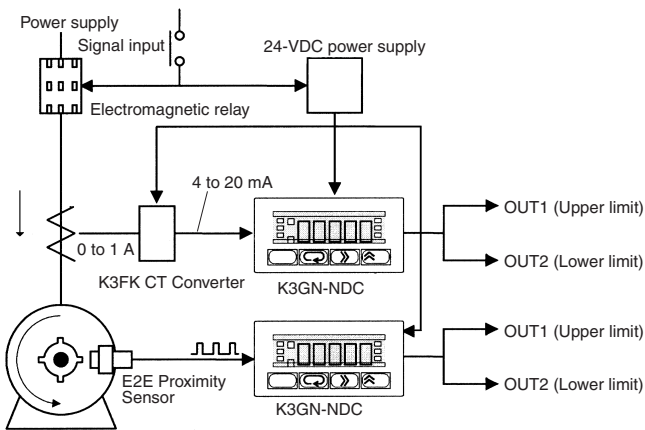 Power supply
Signal input
24-VDC power supply
Electromagnetic relay
4 to 20 mA
OUT1 (Upper limit)
0 to 1 A
OUT2 (Lower limit)
K3FK CT Converter
K3GN-NDC
OUT1 (Upper limit)
E2E Proximity
Sensor
OUT2 (Lower limit)
K3GN-NDC